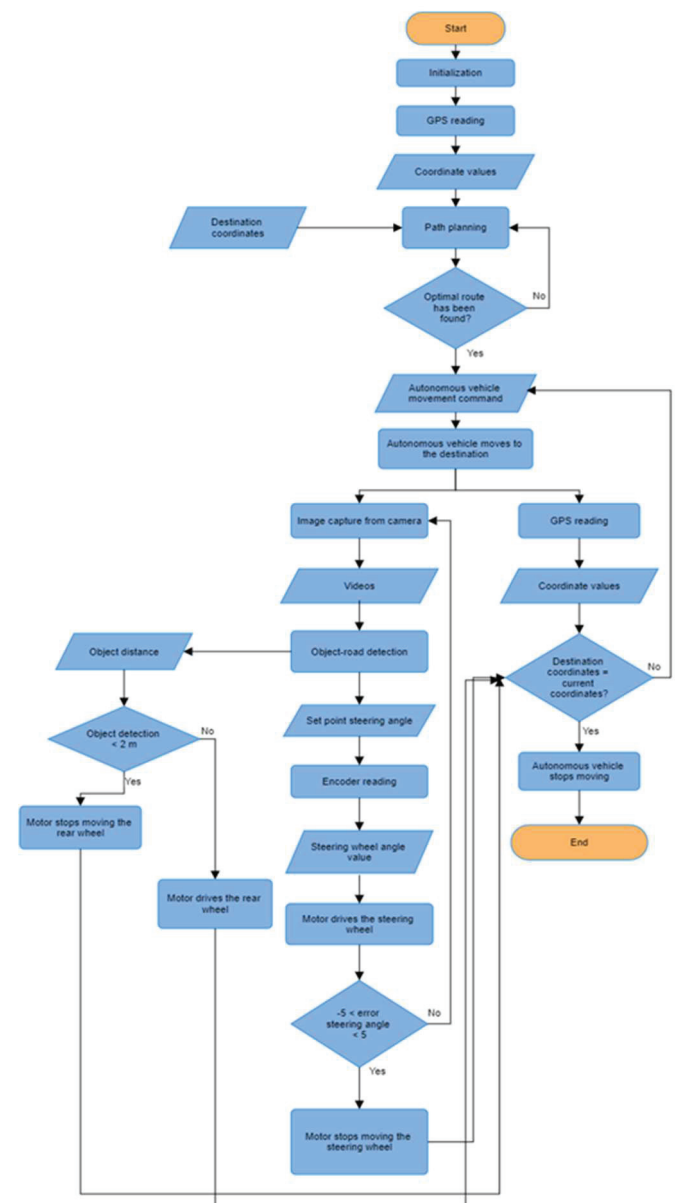 Start
Initialization
GPS reading
Coordinate values
Destination
coordinates
Path planning
Optimal route
has been
found?
No
Yes
Autonomous vehicle
movement command
Autonomous vehicle moves to
the destination
Image capture from camera
GPS reading
Videos
Coordinate values
Object distance
Object-road detection
Destination
coordinates =
current
coordinates?
No
Yes
Object detection
< 2 m
No
Yes
Set point steering angle
Encoder reading
Autonomous vehicle
stops moving
Motor stops moving the
rear wheel
Steering wheel angle
value
End
Motor drives the rear
wheel
Motor drives the steering
wheel
-5 < error
steering angle
< 5
No
Yes
Motor stops moving the
steering wheel